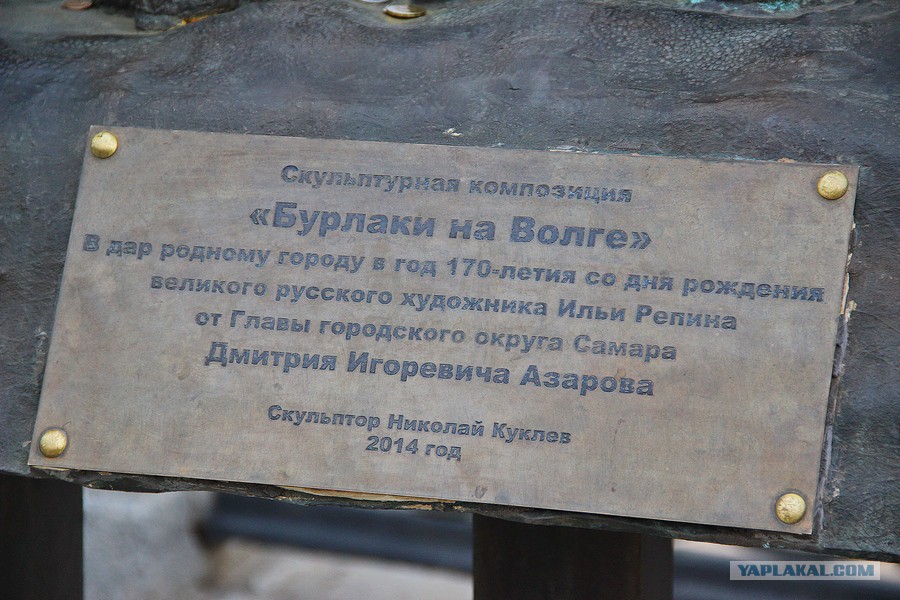 Скульптурная композиция
«Бурлаки на Волге»
В дар родному городу в год 170-летия со дня рождения
великого русского художника Ильи Репина
от Главы городского округа Самара
Дмитрия Игоревича Азарова
Скульптор Николай Куклев
2014 год
YAPLAKAL.COM